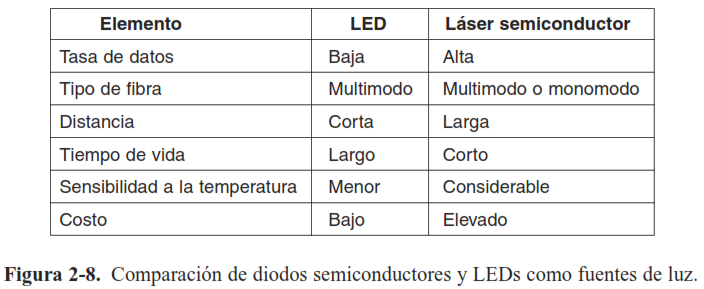 Elemento LED Láser semiconductor
Tasa de datos Baja Alta
Tipo de fibra Multimodo Multimodo o monomodo
Distancia Corta Larga
Tiempo de vida Largo Corto
Sensibilidad a la temperatura Menor Considerable
Costo Bajo Elevado
Figura 2-8. Comparación de diodos semiconductores y LEDs como fuentes de luz.